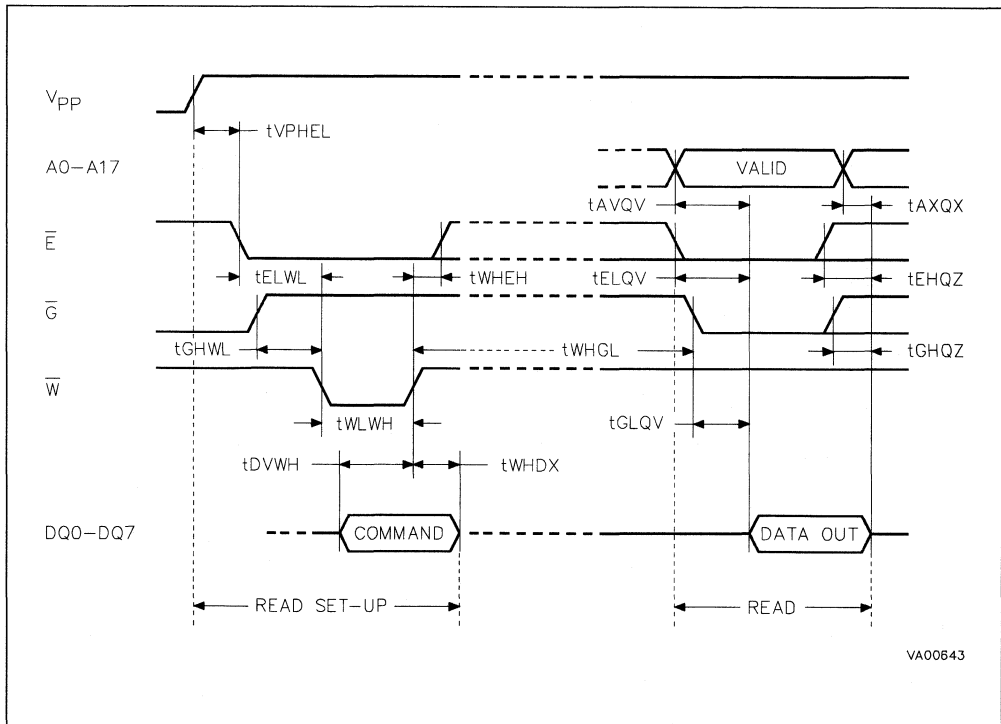 VPP
tVPHEL
A0-A17
VALID
tAVQV
tAXQX
E
tELWL
tWHEH
tELQV
tEHQZ
G
tGHWL
tWHGL
tGHQZ
W
tWLWH
tGLQV
tDVWH
tWHDX
DQ0-DQ7
COMMAND
DATA OUT
READ SET-UP
READ
VA00643